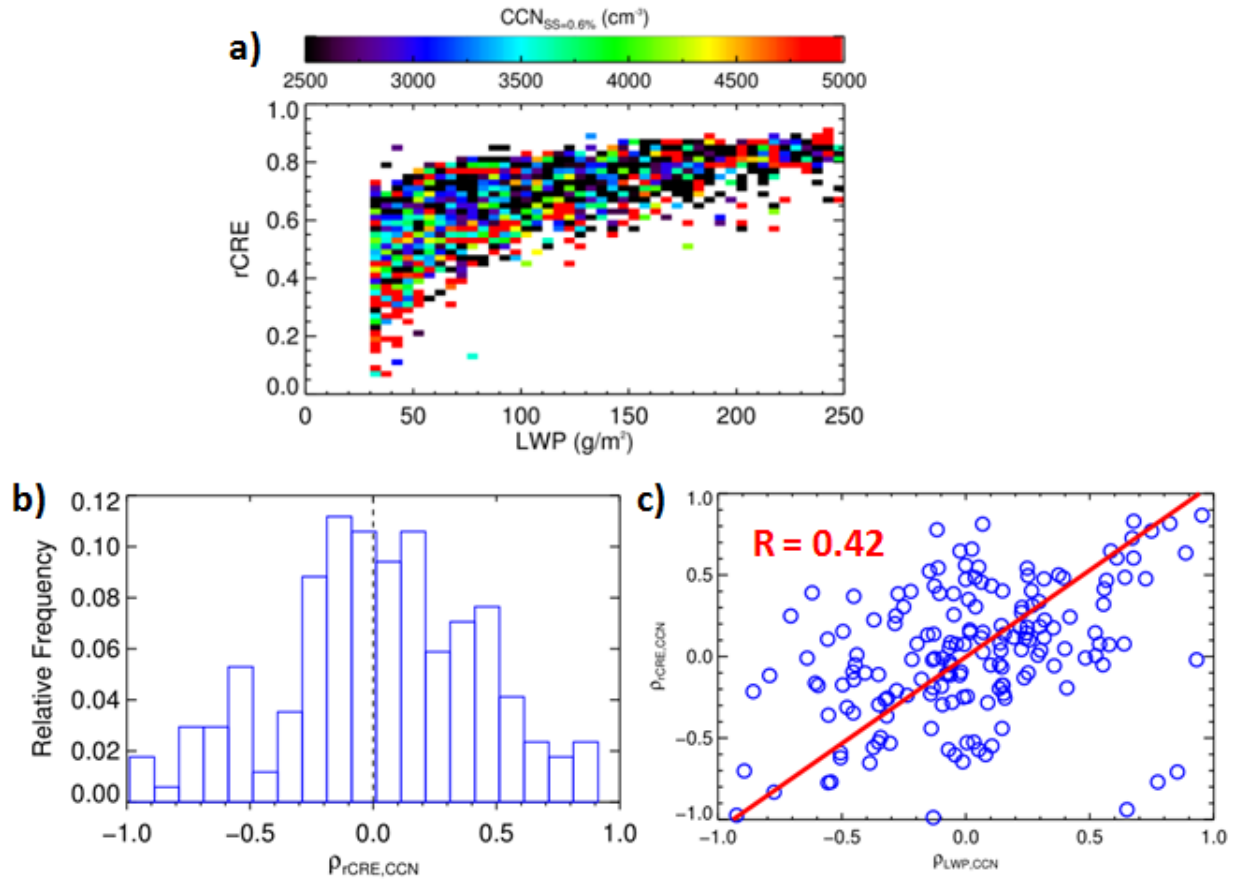 CCN_SS=0.6% (cm⁻³)
a)
2500 3000 3500 4000 4500 5000
1.0
0.8
0.6
0.4
0.2
0.0
rCRE
0 50 100 150 200 250
LWP (g/m²)
b)
0.12
0.10
0.08
0.06
0.04
0.02
0.00
Relative Frequency
-1.0 -0.5 0.0 0.5 1.0
ρrCRE,CCN
c)
R = 0.42
1.0
0.5
0.0
-0.5
-1.0
ρrCRE,CCN
-1.0 -0.5 0.0 0.5 1.0
ρLWP,CCN